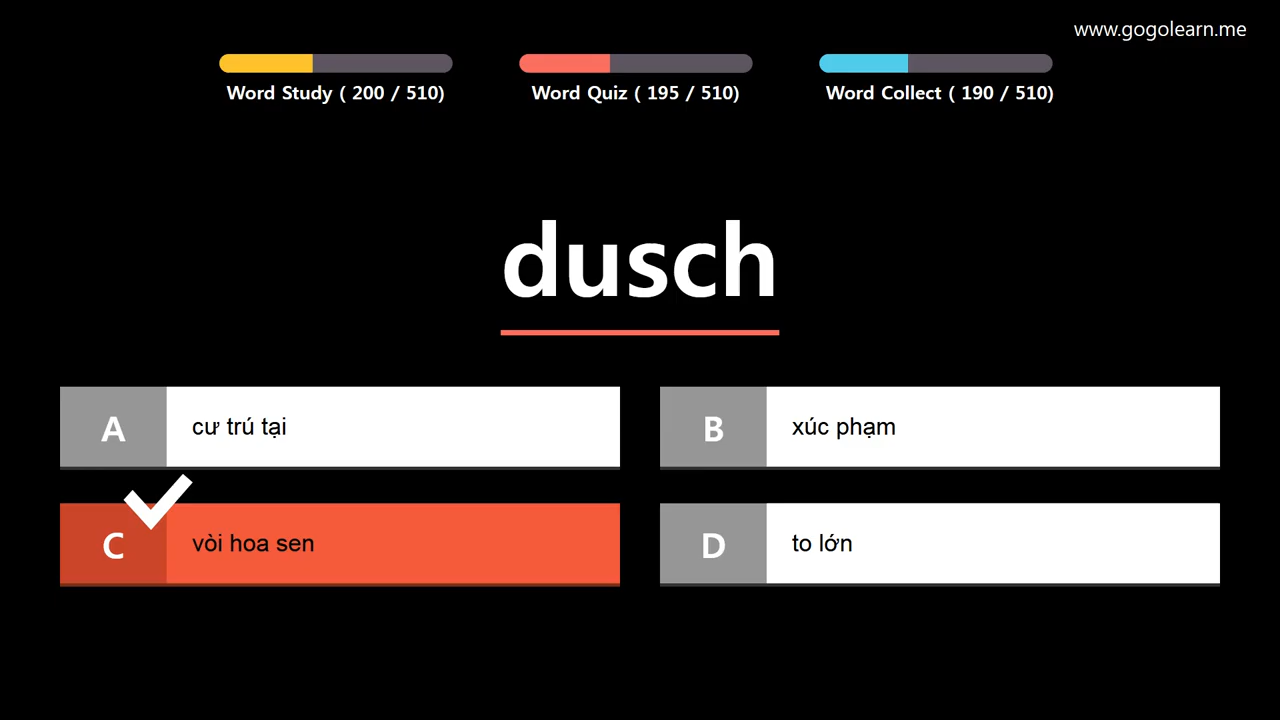 www.gogolearn.me
Word Study ( 200 / 510)
Word Quiz ( 195 / 510)
Word Collect ( 190 / 510)
dusch
A
cư trú tại
B
xúc phạm
C
vòi hoa sen
D
to lớn